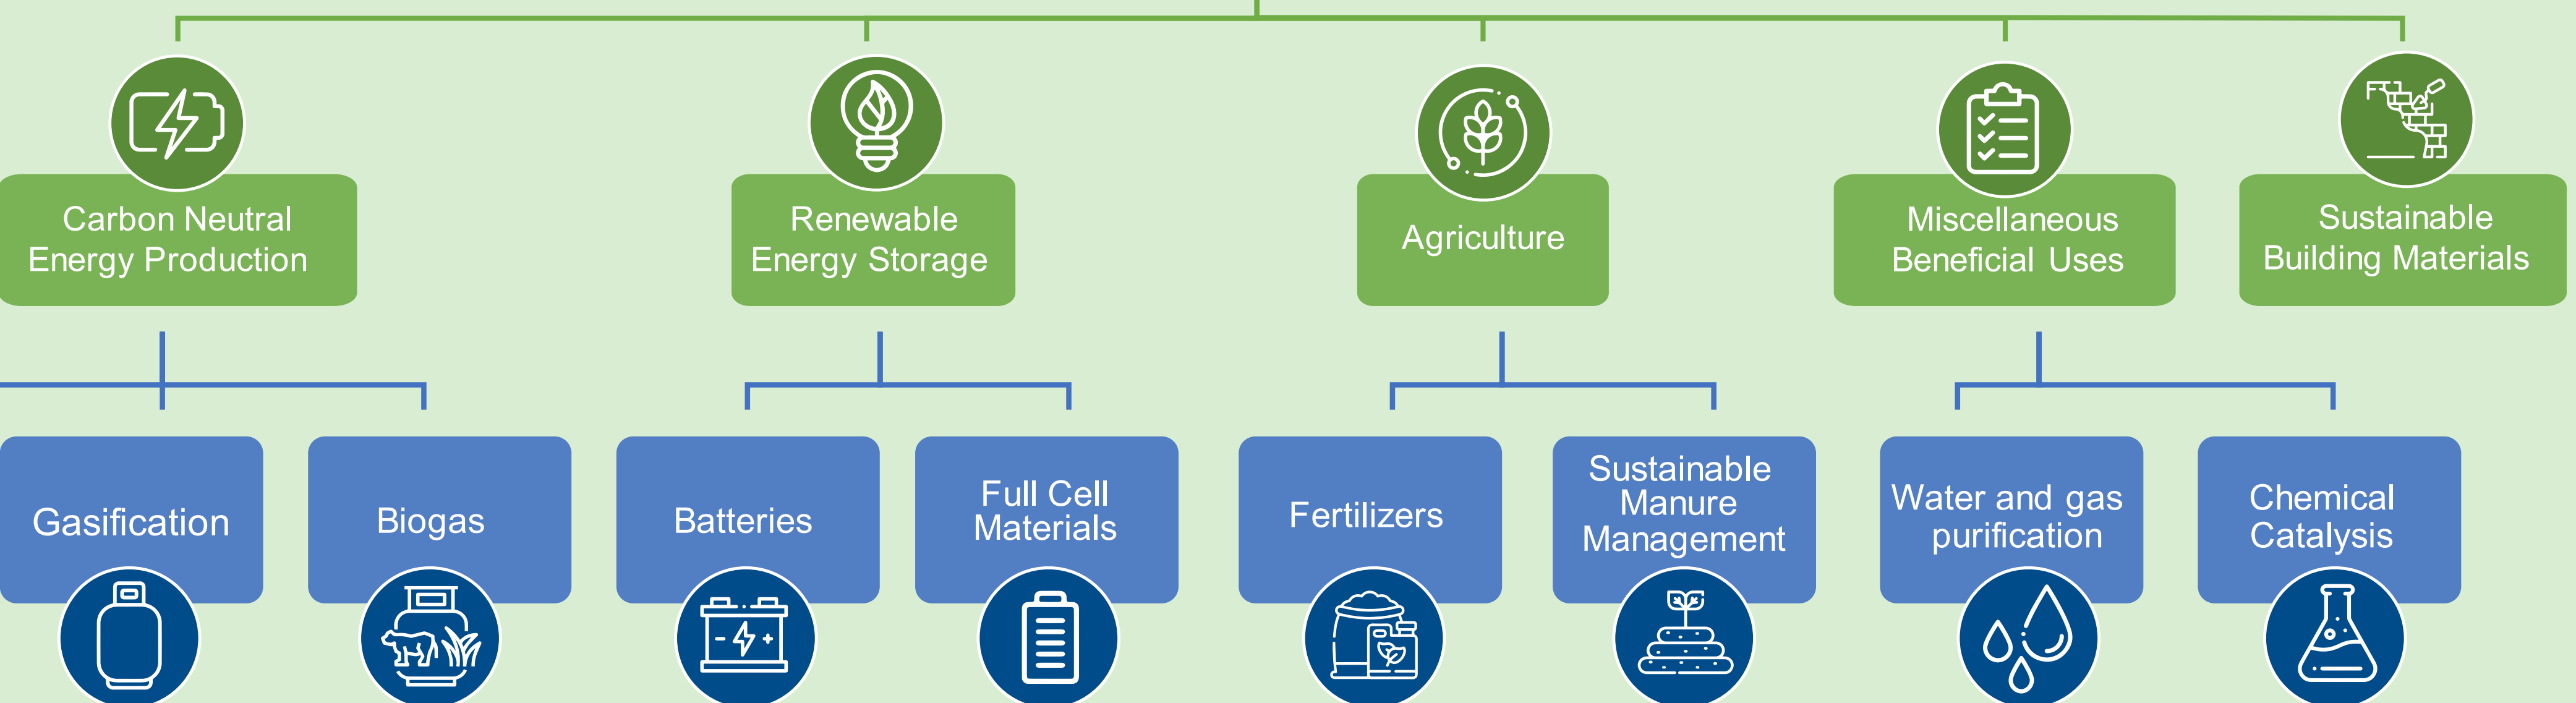 Carbon Neutral
Energy Production
Renewable
Energy Storage
Agriculture
Miscellaneous
Beneficial Uses
Sustainable
Building Materials
Gasification
Biogas
Batteries
Full Cell
Materials
Fertilizers
Sustainable
Manure
Management
Water and gas
purification
Chemical
Catalysis